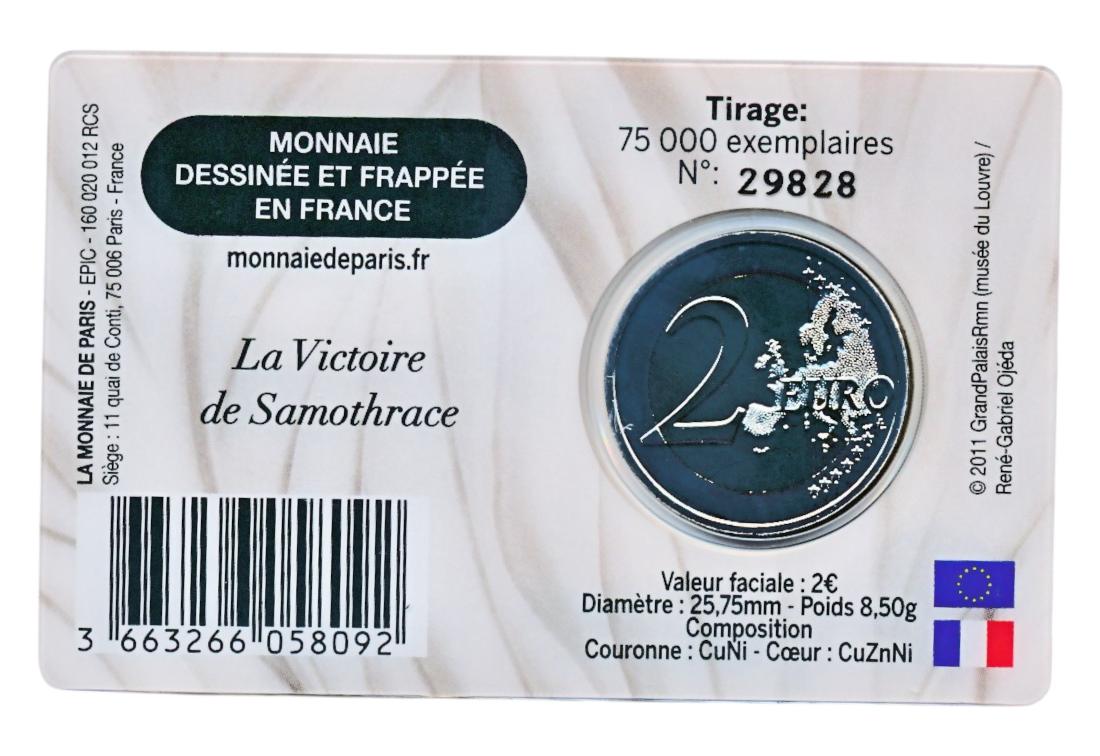 LA MONNAIE DE PARIS - EPIC - 160 020 012 RCS
Siège : 11 quai de Conti, 75 006 Paris - France
MONNAIE
DESSINÉE ET FRAPPÉE
EN FRANCE
monnaiedeparis.fr
La Victoire
de Samothrace
3 663266 058092
Tirage:
75 000 exemplaires
N°: 29828
2 EURO
Valeur faciale : 2€
Diamètre : 25,75mm - Poids 8,50g
Composition
Couronne : CuNi - Cœur : CuZnNi
© 2011 GrandPalaisRmn (musée du Louvre) /
René-Gabriel Ojéda